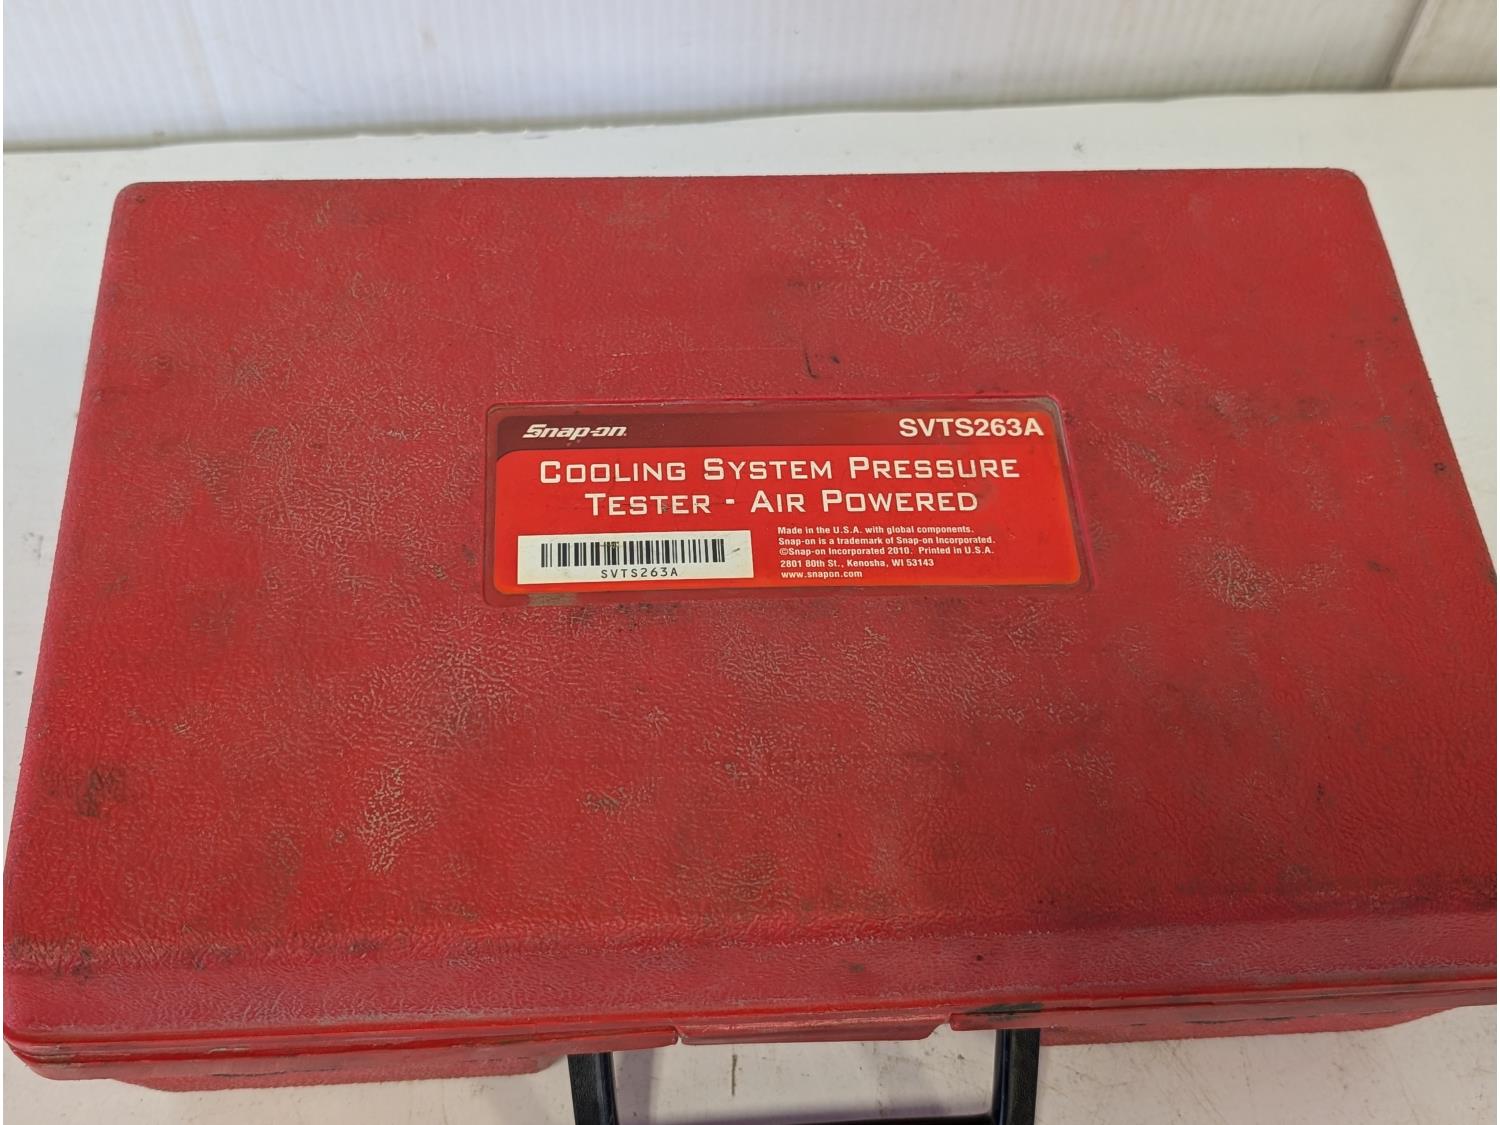 Snap-on SVTS263A
COOLING SYSTEM PRESSURE
TESTER - AIR POWERED
SVTS263A
Made in the U.S.A. with global components.
Snap-on is a trademark of Snap-on Incorporated.
©Snap-on Incorporated 2010. Printed in U.S.A.
2801 80th St., Kenosha, WI 53143
www.snapon.com